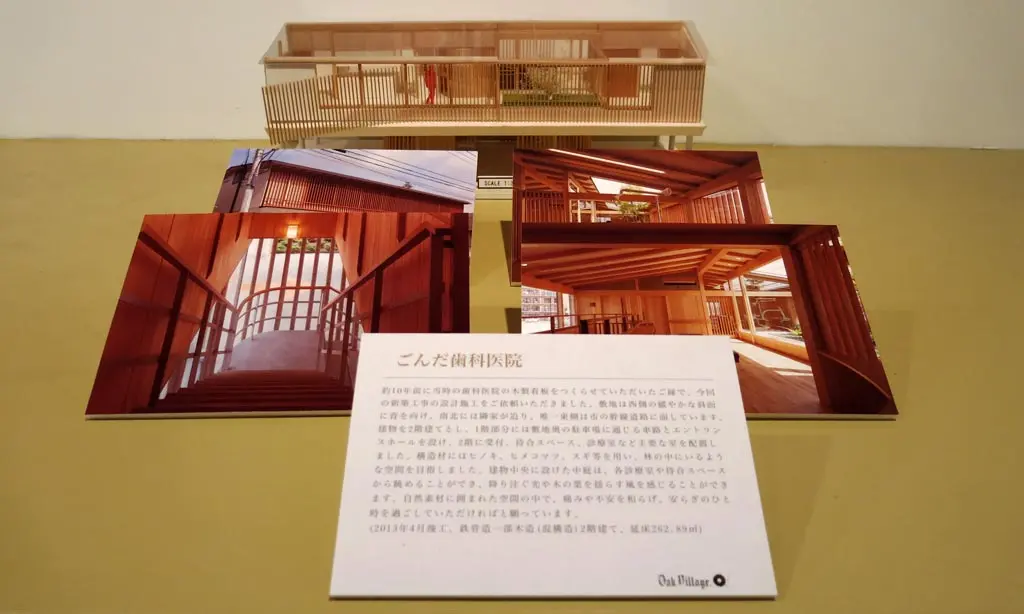 SCALE 1:
ごんだ歯科医院
約10年前に当時の歯科医院の木製看板をつくらせていただいたご縁で、今回
の新築工事の設計施工をご依頼いただきました。敷地は西側の緩やかな斜面
に背を向け、南北には隣家が迫り、唯一東側は市の幹線道路に面しています。
建物を2階建てとし、1階部分には敷地奥の駐車場に通じる車路とエントラン
スホールを設け、2階に受付、待合スペース、診療室など主要な室を配置し
ました。構造材にはヒノキ、ヒメコマツ、スギ等を用い、林の中にいるよう
な空間を目指しました。建物中央に設けた中庭は、各診療室や待合スペース
から眺めることができ、降り注ぐ光や木の葉を揺らす風を感じることができ
ます。自然素材に囲まれた空間の中で、痛みや不安を和らげ、安らぎのひと
時を過ごしていただければと願っています。
(2013年4月竣工、鉄骨造一部木造(混構造)2階建て、延床262.89㎡)
Oak Village